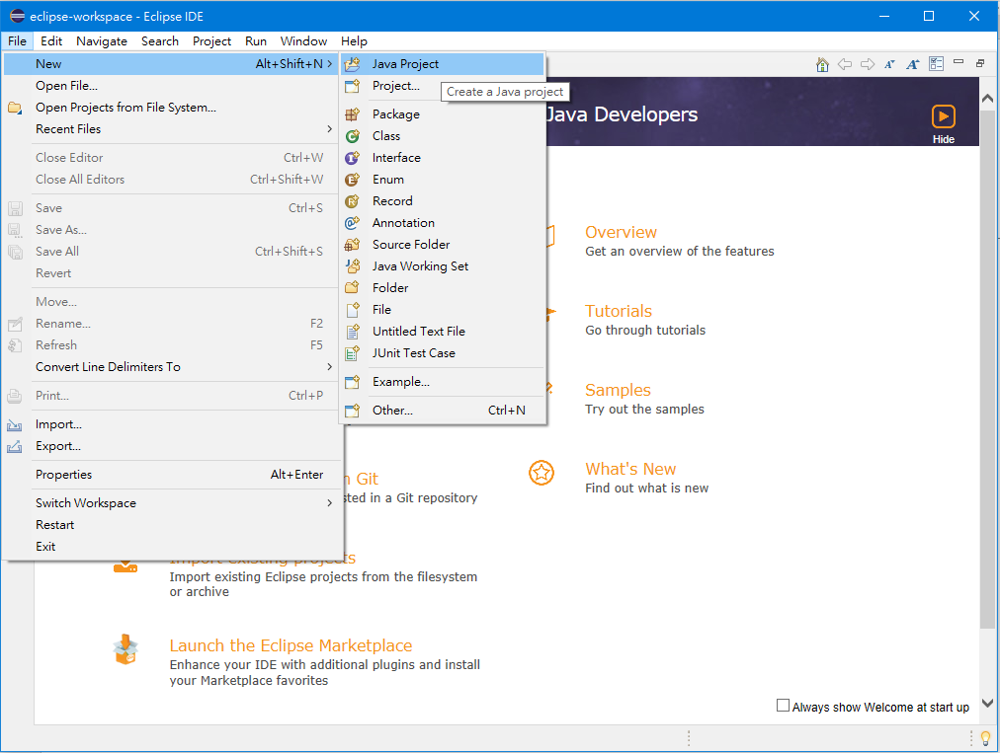 eclipse-workspace - Eclipse IDE
File Edit Navigate Search Project Run Window Help
New Alt+Shift+N
Open File...
Open Projects from File System...
Recent Files
Close Editor Ctrl+W
Close All Editors Ctrl+Shift+W
Save Ctrl+S
Save As...
Save All Ctrl+Shift+S
Revert
Move...
Rename... F2
Refresh F5
Convert Line Delimiters To
Print... Ctrl+P
Import...
Export...
Properties Alt+Enter
Switch Workspace
Restart
Exit
Java Project
Project...
Create a Java project
Package
Class
Interface
Enum
Record
Annotation
Source Folder
Java Working Set
Folder
File
Untitled Text File
JUnit Test Case
Example...
Other... Ctrl+N
Java Developers
Hide
Overview
Get an overview of the features
Tutorials
Go through tutorials
Samples
Try out the samples
What's New
Find out what is new
Git
in a Git repository
Import existing projects
Import existing Eclipse projects from the filesystem
or archive
Launch the Eclipse Marketplace
Enhance your IDE with additional plugins and install
your Marketplace favorites
Always show Welcome at start up